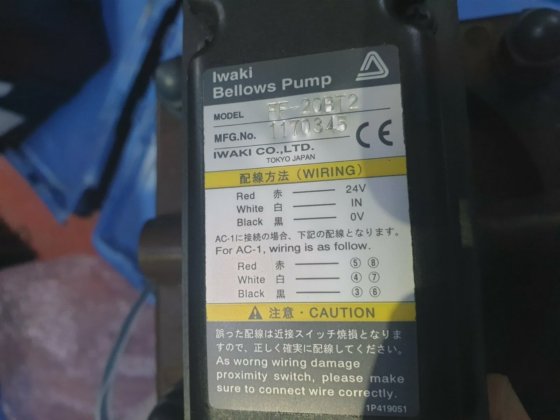 Iwaki
Bellows Pump
MODEL FF-20BT2
MFG.No. 1170345
CE
IWAKI CO.,LTD.
TOKYO JAPAN
配線方法（WIRING）
Red 赤 24V
White 白 IN
Black 黒 0V
AC-1に接続の場合、下記の配線となります。
For AC-1, wiring is as follow.
Red 赤 ⑤ ⑧
White 白 ④ ⑦
Black 黒 ③ ⑥
注意・CAUTION
誤った配線は近接スイッチ焼損となりま
すので、正しく確実に配線してください。
As worng wiring damage
proximity switch, please make
sure to connect wire correctly.
1P419051